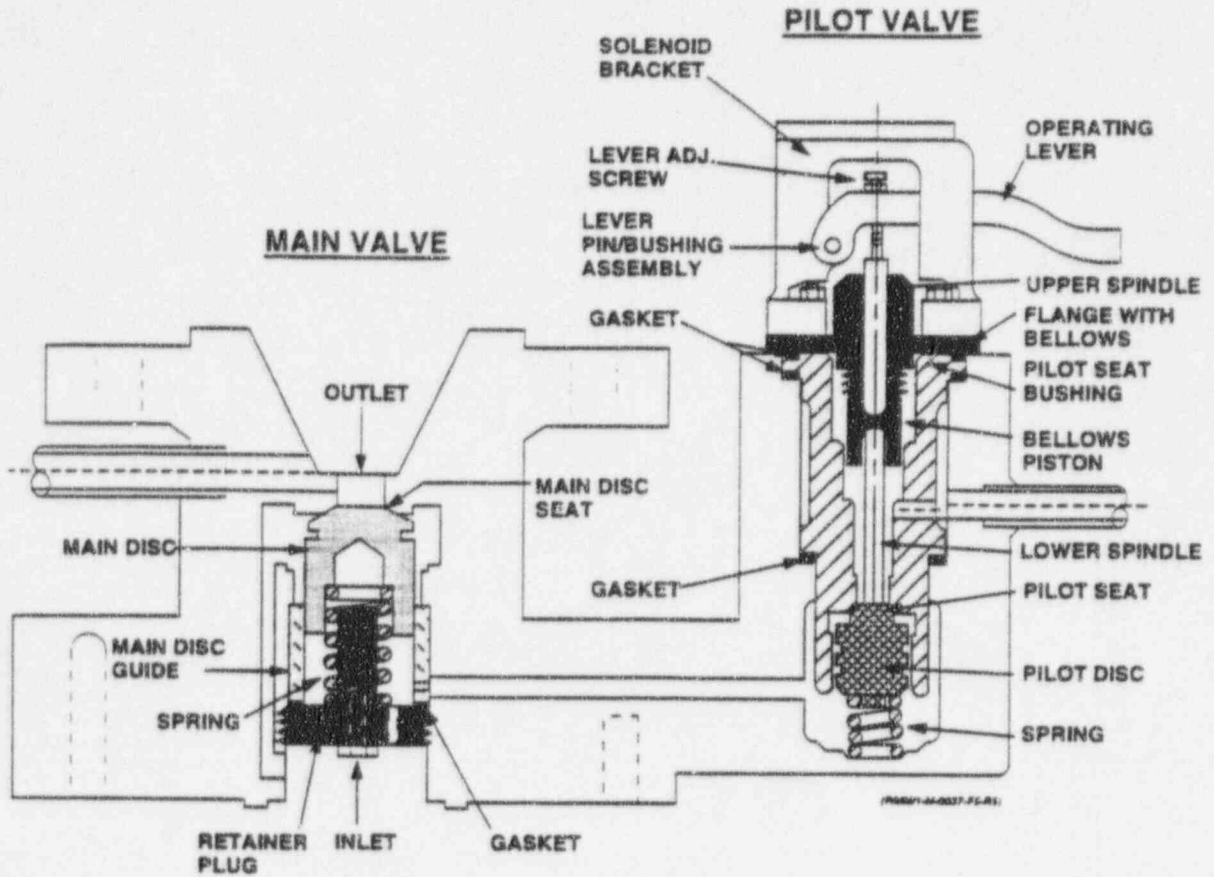 PILOT VALVE
SOLENOID
BRACKET
OPERATING
LEVER
LEVER ADJ.
SCREW
LEVER
PIN/BUSHING
ASSEMBLY
MAIN VALVE
UPPER SPINDLE
GASKET
FLANGE WITH
BELLOWS
PILOT SEAT
BUSHING
OUTLET
BELLOWS
PISTON
MAIN DISC
SEAT
MAIN DISC
LOWER SPINDLE
GASKET
PILOT SEAT
MAIN DISC
GUIDE
PILOT DISC
SPRING
SPRING
RETAINER
PLUG
INLET
GASKET